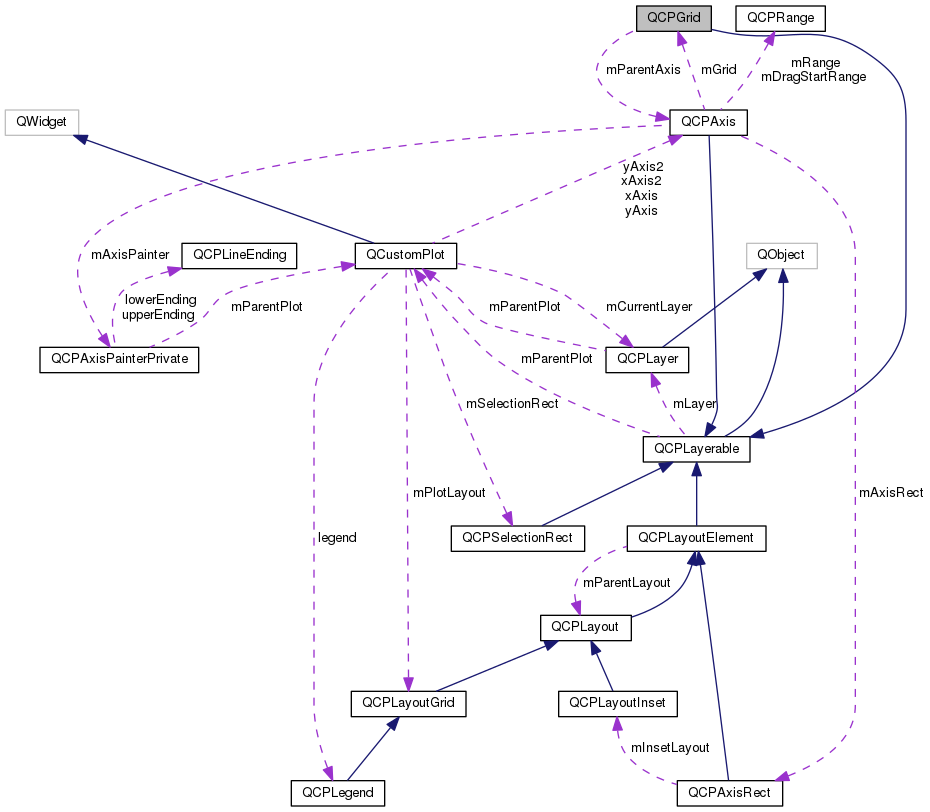 QCPGrid
QCPRange
mParentAxis
mGrid
mRange
mDragStartRange
QWidget
QCPAxis
yAxis2
xAxis2
xAxis
yAxis
mAxisPainter
QCPLineEnding
QCustomPlot
QObject
lowerEnding
upperEnding
mParentPlot
mParentPlot
mCurrentLayer
QCPAxisPainterPrivate
mParentPlot
QCPLayer
mSelectionRect
mLayer
QCPLayerable
mPlotLayout
mAxisRect
legend
QCPSelectionRect
QCPLayoutElement
mParentLayout
QCPLayout
QCPLayoutGrid
QCPLayoutInset
mInsetLayout
QCPLegend
QCPAxisRect